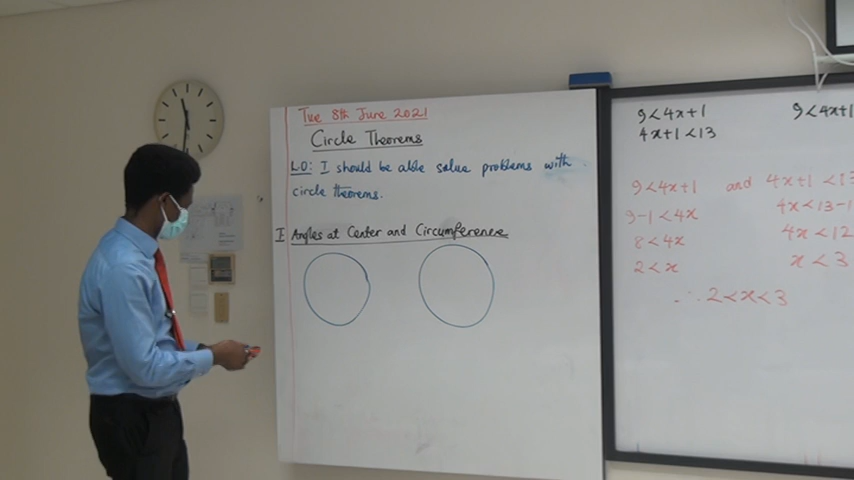 Tue 8th June 2021
Circle Theorems
L.O: I should be able solve problems with
circle theorems.
I Angles at Center and Circumference
9<4x+1 9<4x+1
4x+1<13
9<4x+1 and 4x+1<13
9-1<4x 4x<13-1
8<4x 4x<12
2<x x<3
∴ 2<x<3